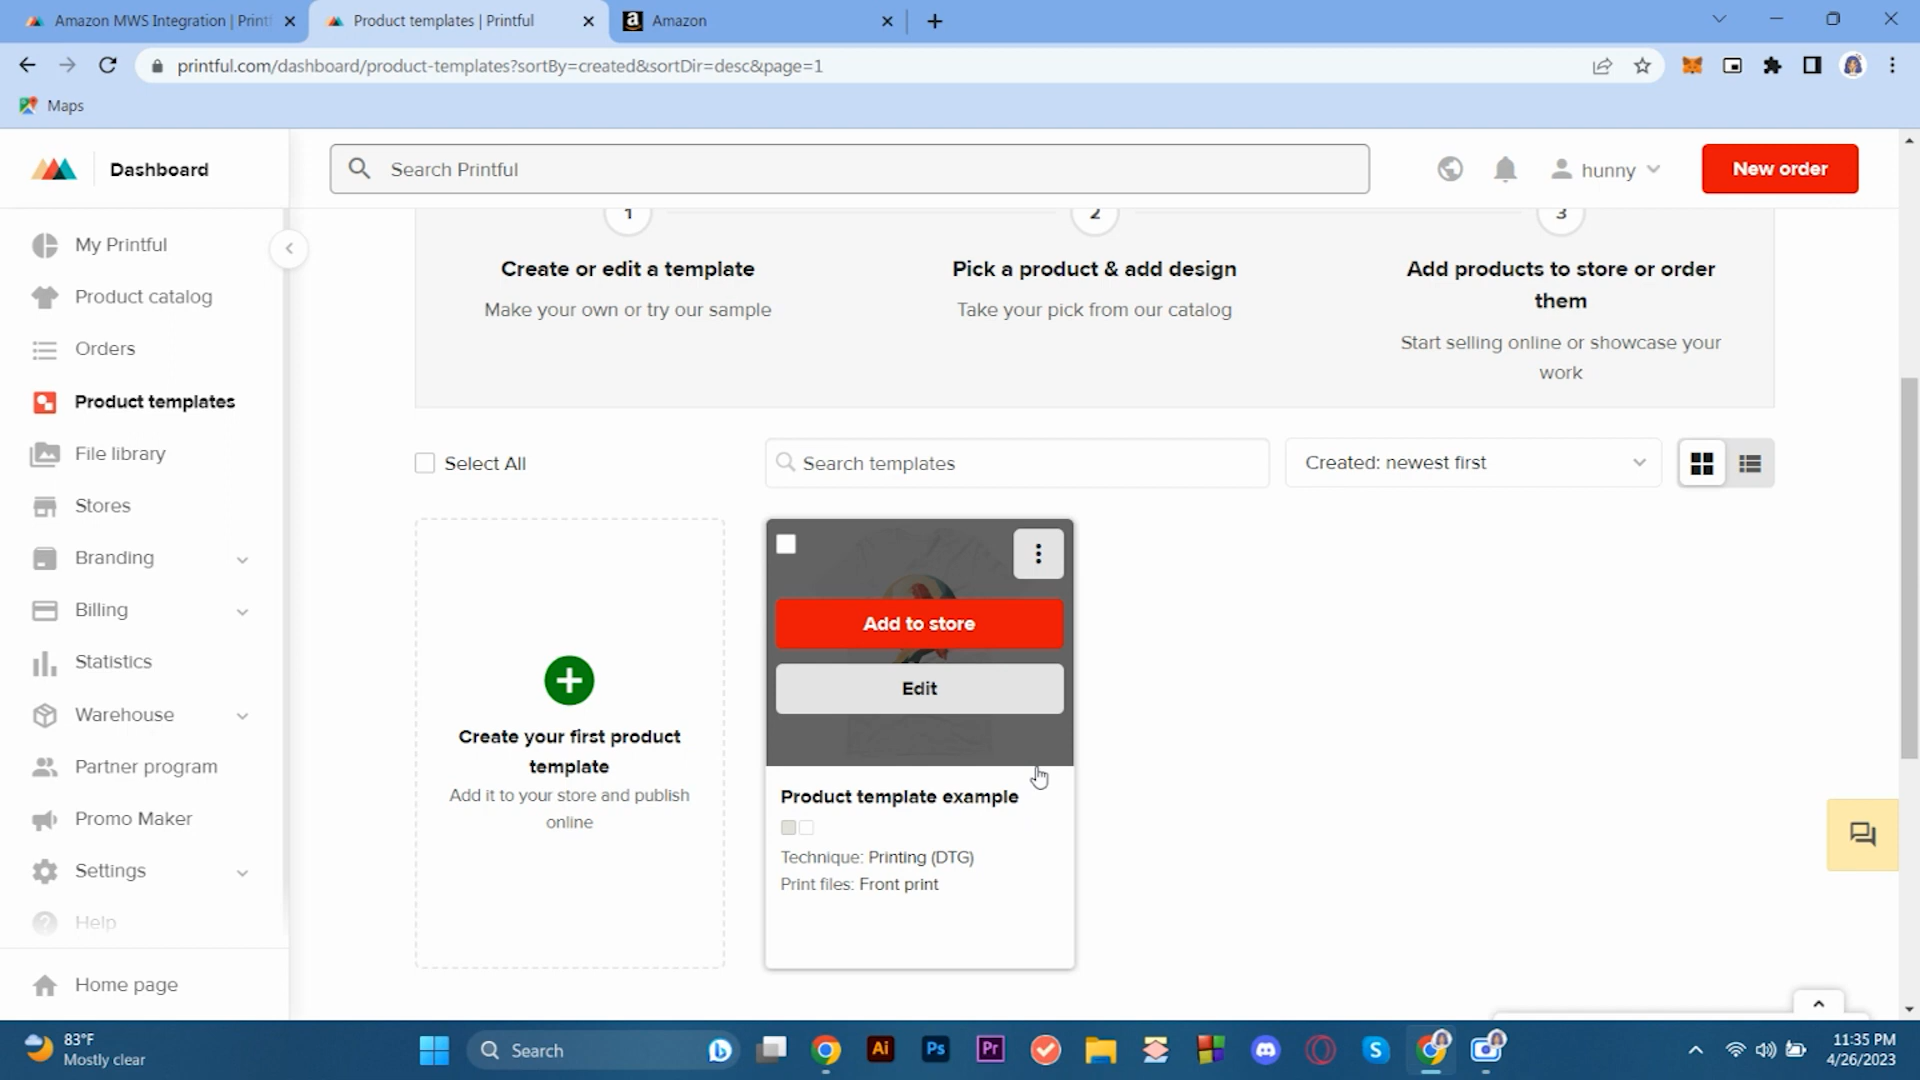 Amazon MWS Integration | Printf
Product templates | Printful
Amazon
printful.com/dashboard/product-templates?sortBy=created&sortDir=desc&page=1
Maps
Dashboard
Search Printful
hunny
New order
My Printful
Product catalog
Orders
Product templates
File library
Stores
Branding
Billing
Statistics
Warehouse
Partner program
Promo Maker
Settings
Help
Home page
1
2
3
Create or edit a template
Make your own or try our sample
Pick a product & add design
Take your pick from our catalog
Add products to store or order
them
Start selling online or showcase your
work
Select All
Search templates
Created: newest first
Create your first product
template
Add it to your store and publish
online
Add to store
Edit
Product template example
Technique: Printing (DTG)
Print files: Front print
83°F
Mostly clear
Search
Ai
Ps
Pr
S
11:35 PM
4/26/2023